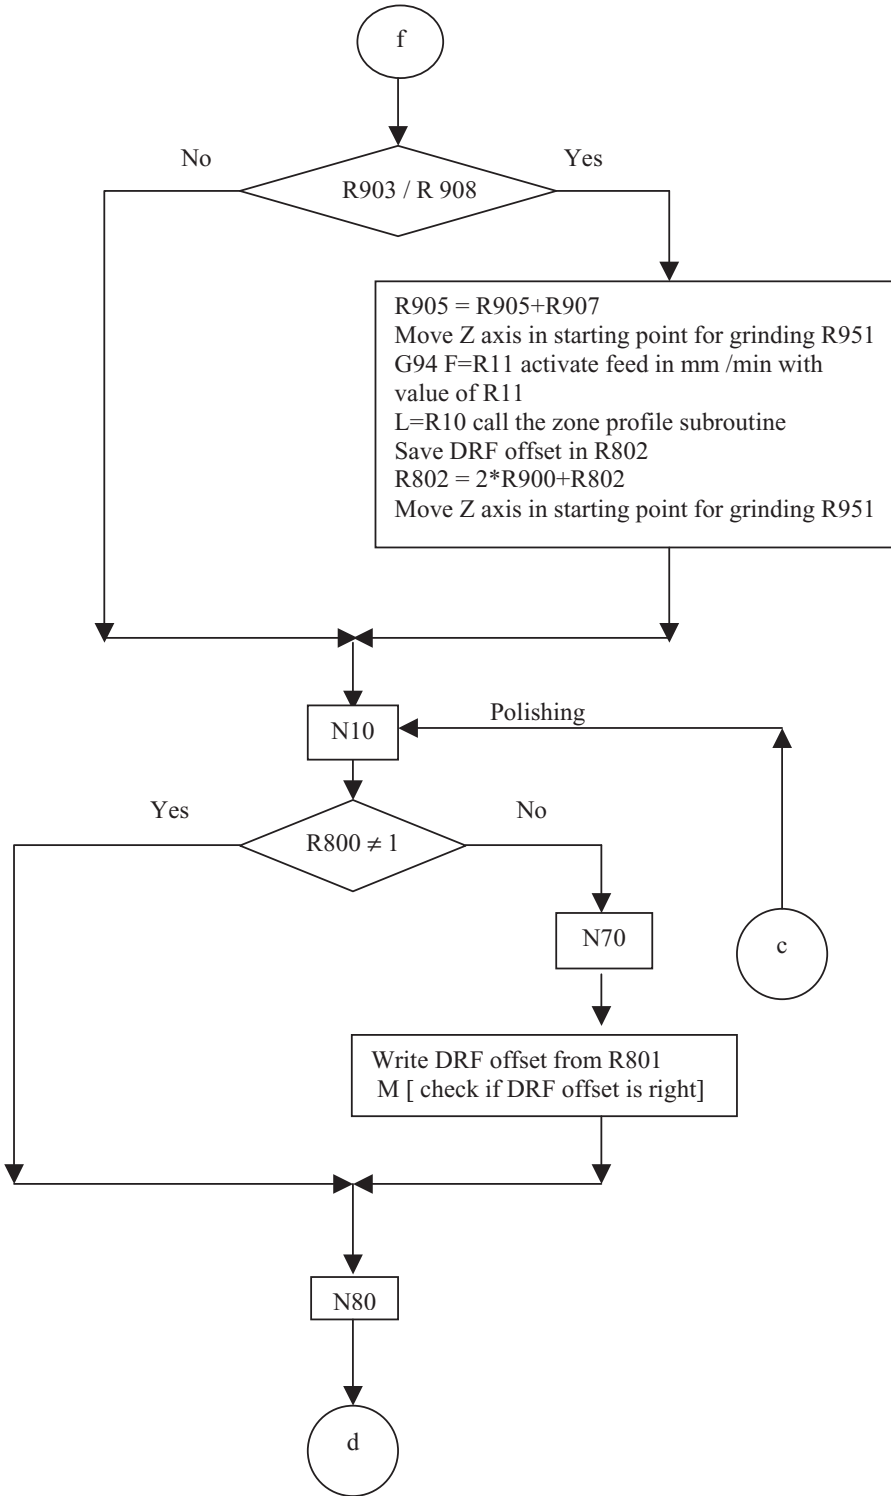 f
No
Yes
R903 / R 908
R905 = R905+R907
Move Z axis in starting point for grinding R951
G94 F=R11 activate feed in mm /min with
value of R11
L=R10 call the zone profile subroutine
Save DRF offset in R802
R802 = 2*R900+R802
Move Z axis in starting point for grinding R951
Polishing
N10
Yes
No
R800 ≠ 1
N70
c
Write DRF offset from R801
M [ check if DRF offset is right]
N80
d